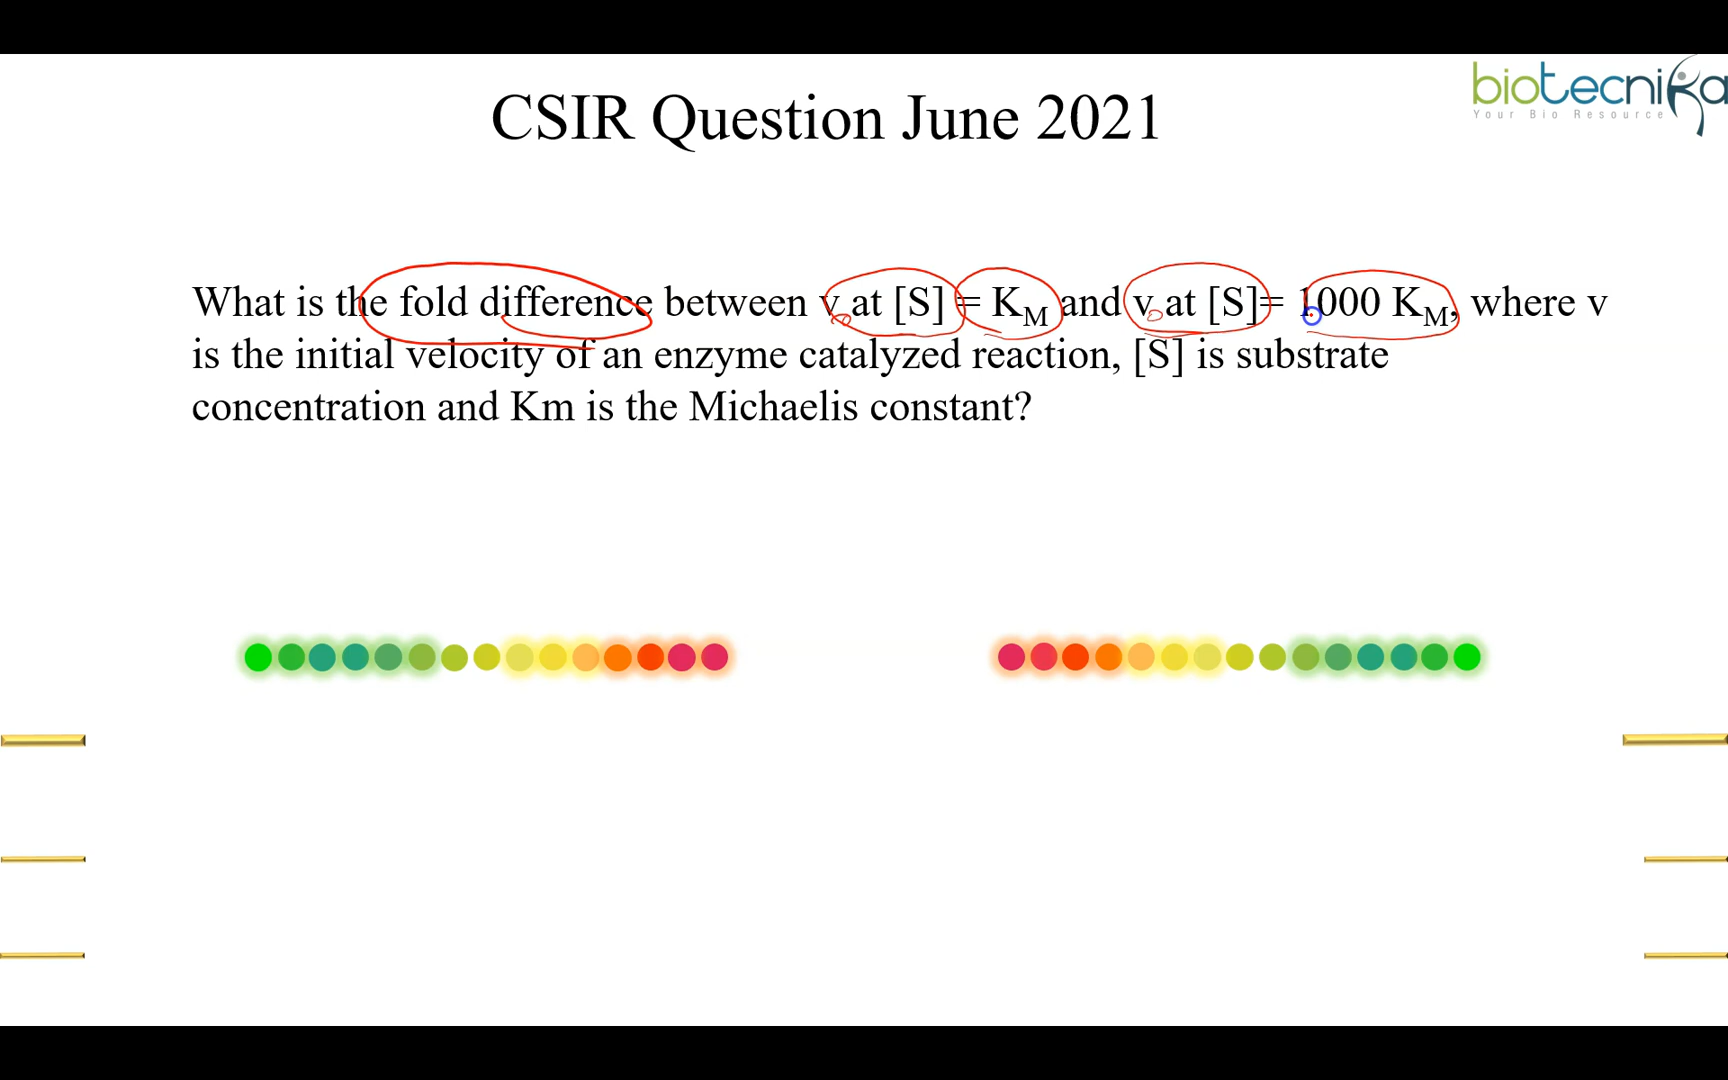 biotecnika
Your Bio Resource
CSIR Question June 2021
What is the fold difference between v at [S] = KM and v at [S]= 1000 KM, where v
is the initial velocity of an enzyme catalyzed reaction, [S] is substrate
concentration and Km is the Michaelis constant?